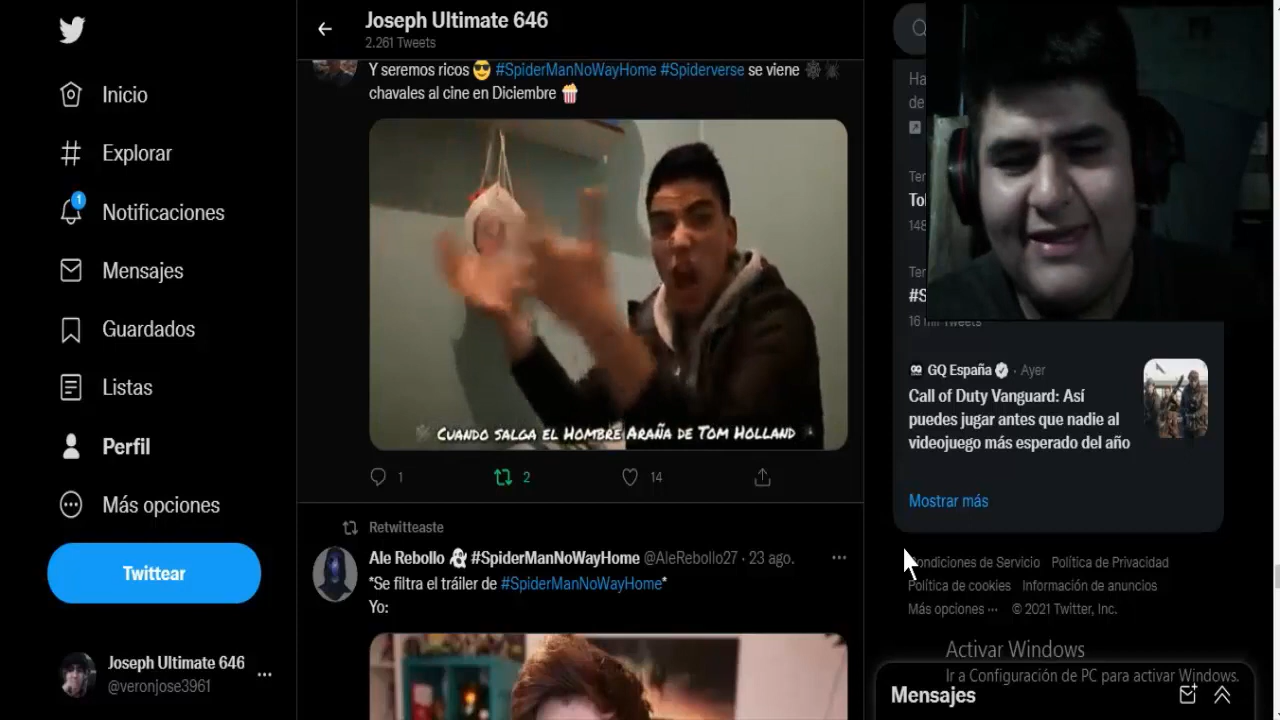 Inicio
Explorar
1
Notificaciones
Mensajes
Guardados
Listas
Perfil
Más opciones
Twittear
Joseph Ultimate 646
@veronjose3961
Joseph Ultimate 646
2.261 Tweets
Y seremos ricos 😎 #SpiderManNoWayHome #Spiderverse se viene 🕸🕷
chavales al cine en Diciembre 🍿
Cuando salga el Hombre Araña de Tom Holland
1 2 14
Retwitteaste
Ale Rebollo 👻 #SpiderManNoWayHome @AleRebollo27 · 23 ago.
*Se filtra el tráiler de #SpiderManNoWayHome*
Yo:
GQ España · Ayer
Call of Duty Vanguard: Así
puedes jugar antes que nadie al
videojuego más esperado del año
Mostrar más
Condiciones de Servicio Política de Privacidad
Política de cookies Información de anuncios
Más opciones ··· © 2021 Twitter, Inc.
Activar Windows
Ir a Configuración de PC para activar Windows.
Mensajes